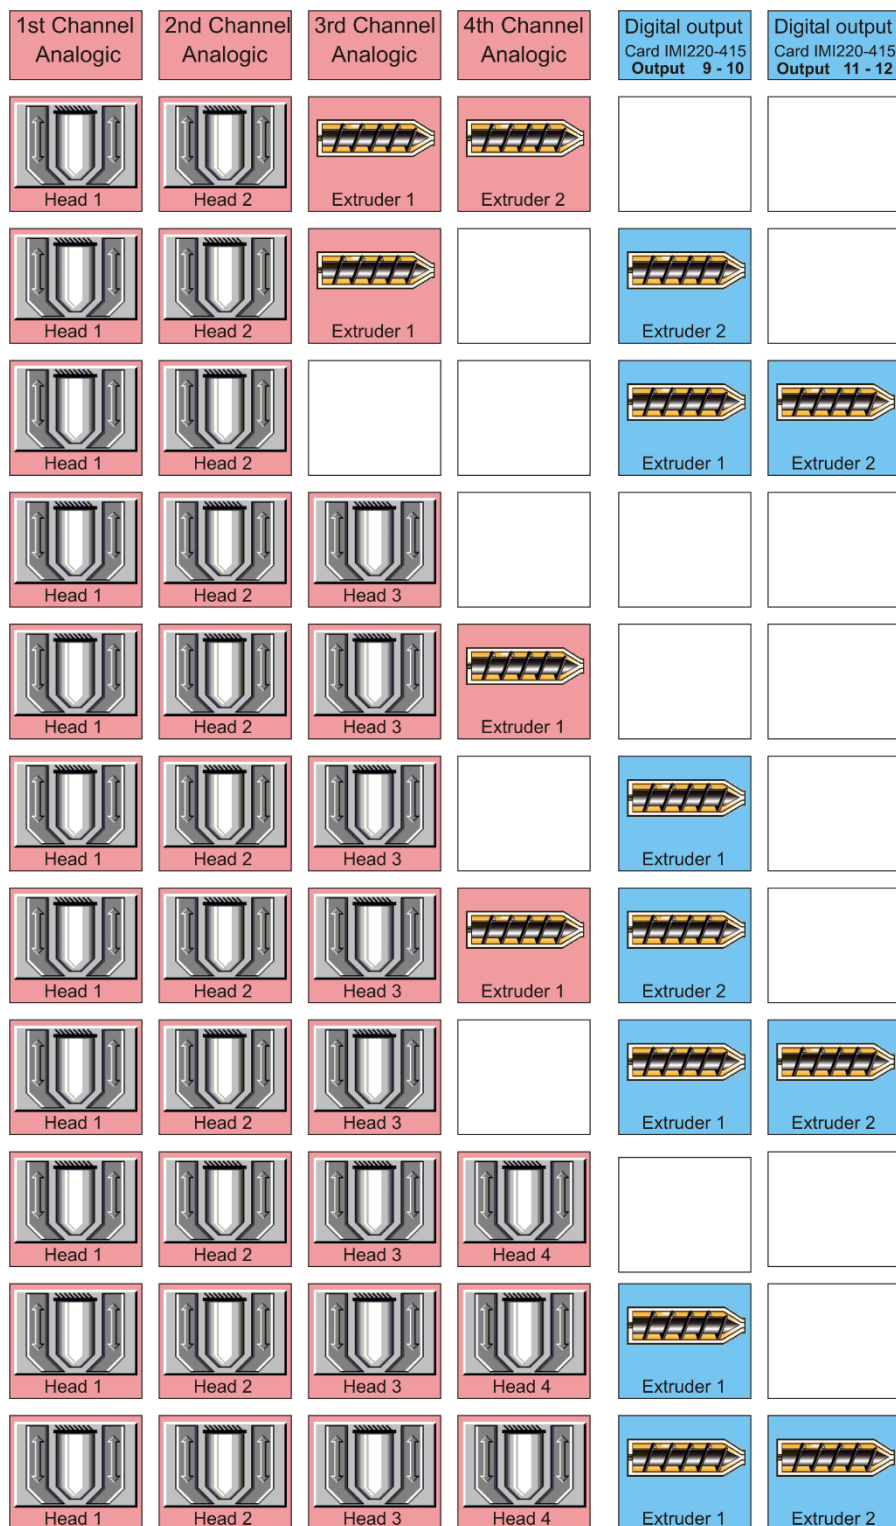 1st Channel
Analogic
2nd Channel
Analogic
3rd Channel
Analogic
4th Channel
Analogic
Digital output
Card IMI220-415
Output 9 - 10
Digital output
Card IMI220-415
Output 11 - 12
Head 1
Head 2
Extruder 1
Extruder 2
Head 1
Head 2
Extruder 1
Extruder 2
Head 1
Head 2
Extruder 1
Extruder 2
Head 1
Head 2
Head 3
Head 1
Head 2
Head 3
Extruder 1
Head 1
Head 2
Head 3
Extruder 1
Head 1
Head 2
Head 3
Extruder 1
Extruder 2
Head 1
Head 2
Head 3
Extruder 1
Extruder 2
Head 1
Head 2
Head 3
Head 4
Head 1
Head 2
Head 3
Head 4
Extruder 1
Head 1
Head 2
Head 3
Head 4
Extruder 1
Extruder 2